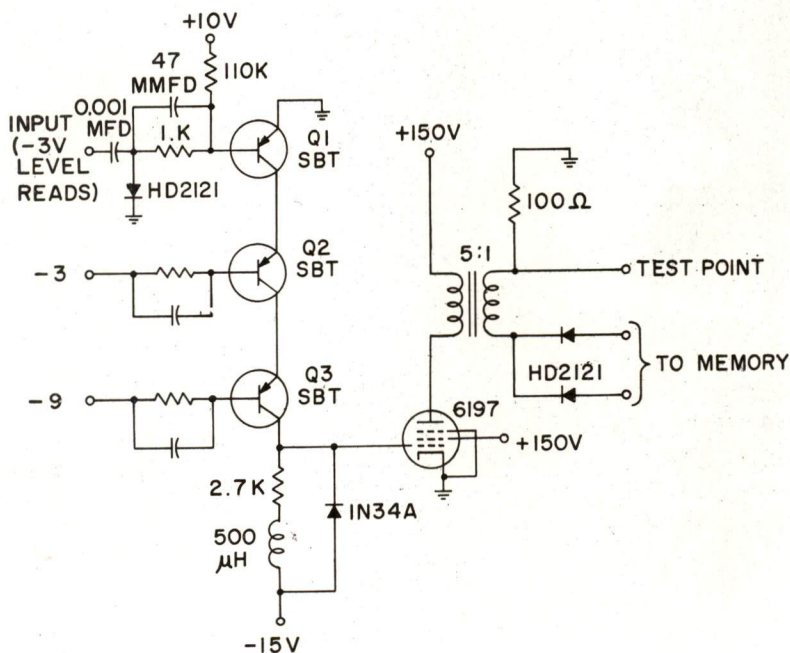 +10V
47
MMFD
110K
0.001
MFD
INPUT
(-3V
LEVEL
READS)
1.K
HD2121
Q1
SBT
-3
Q2
SBT
-9
Q3
SBT
2.7K
500
μH
-15V
1N34A
+150V
100Ω
5:1
TEST POINT
HD2121
TO MEMORY
6197
+150V